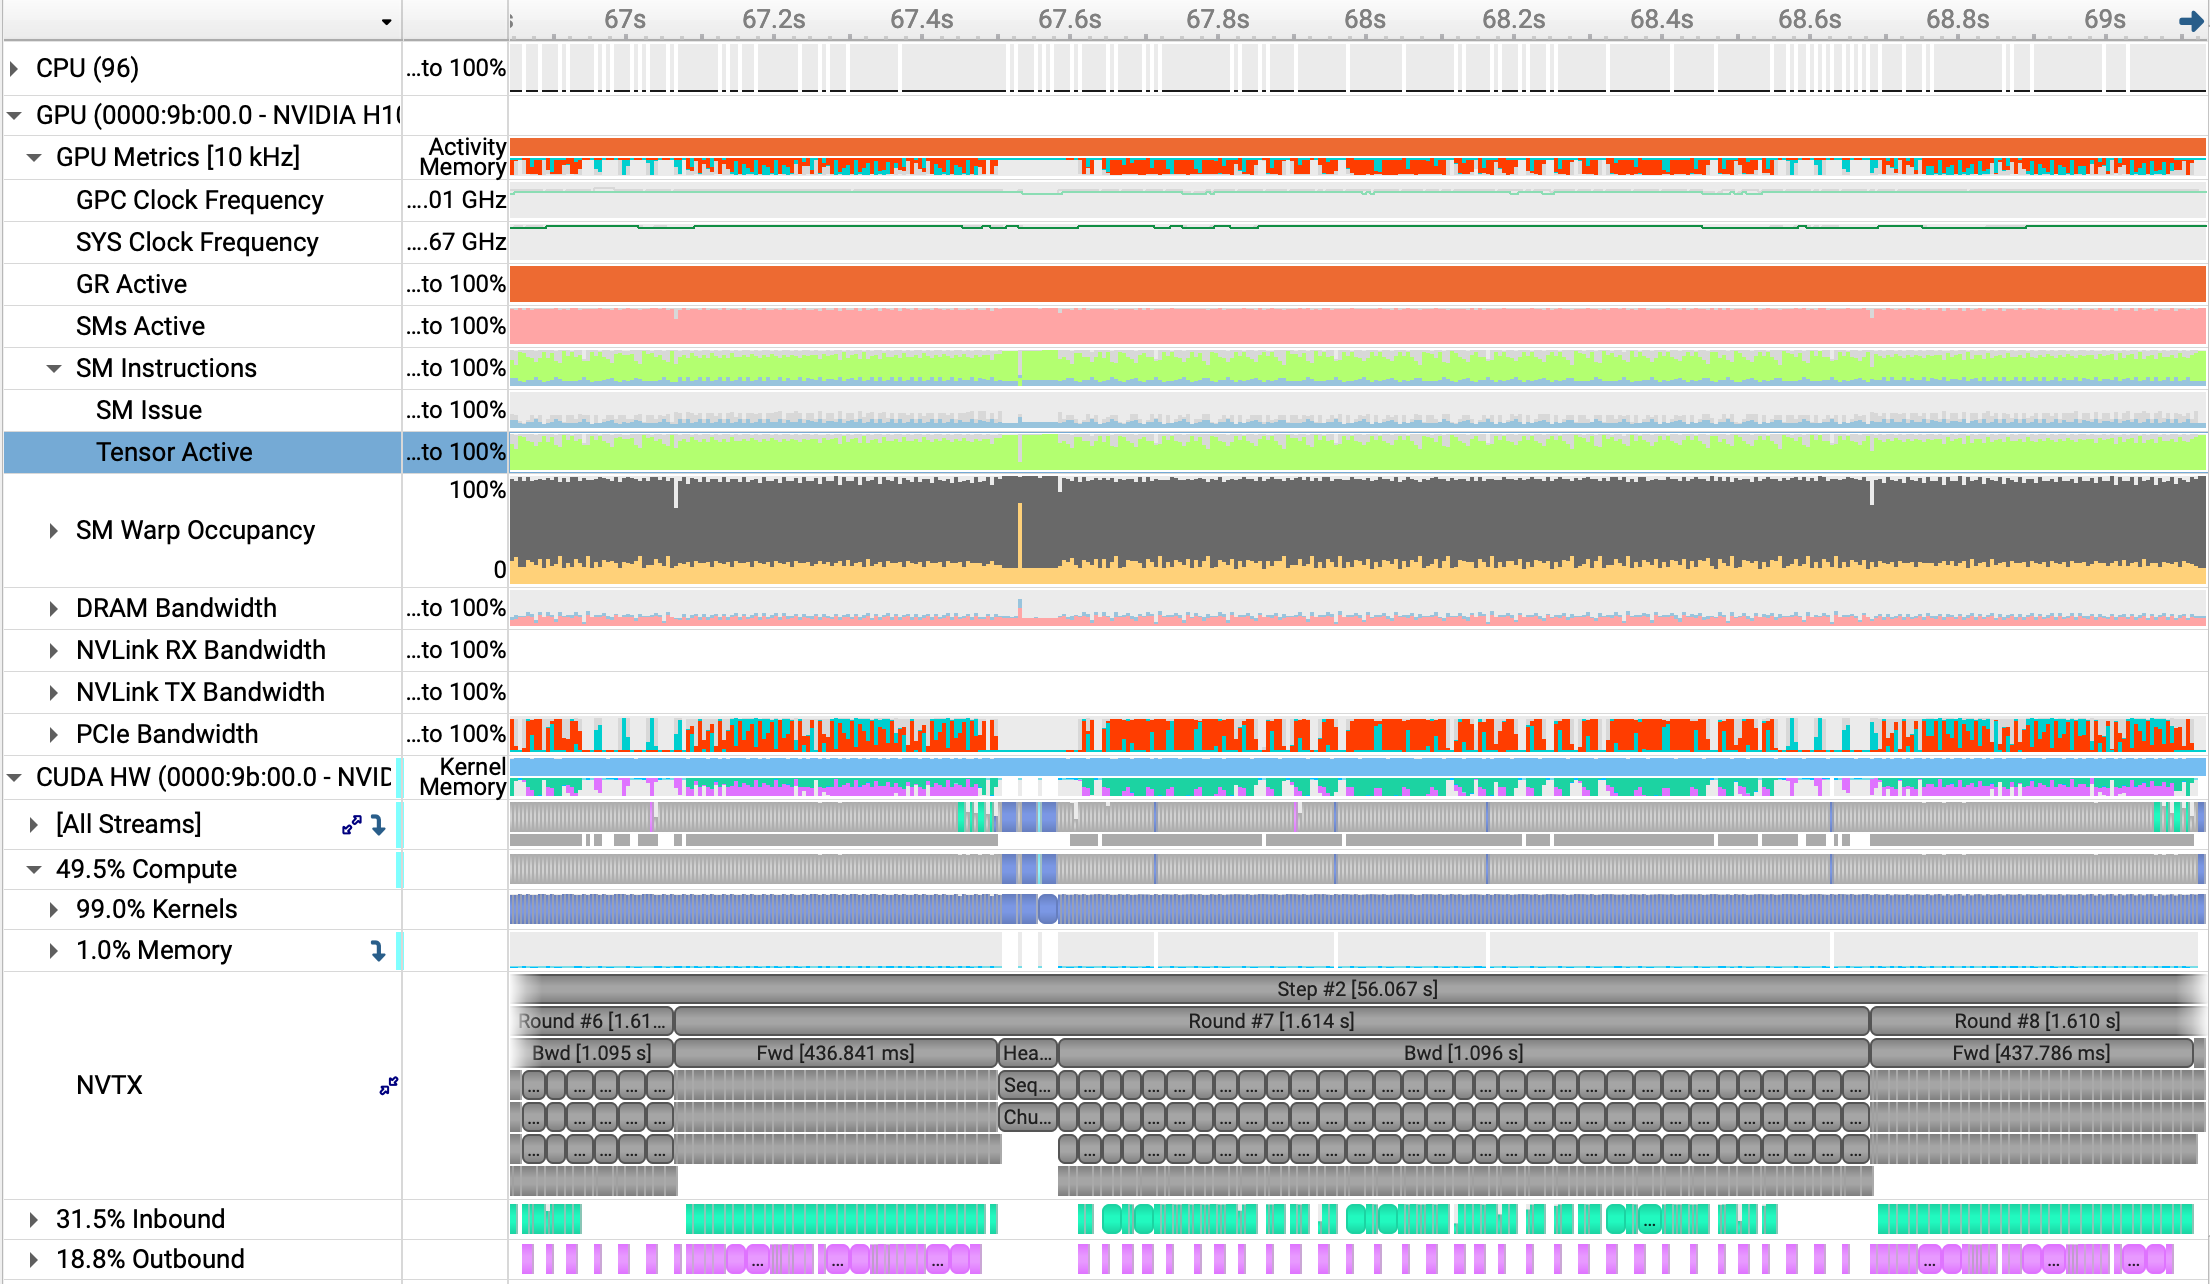 67s 67.2s 67.4s 67.6s 67.8s 68s 68.2s 68.4s 68.6s 68.8s 69s
CPU (96) ...to 100%
GPU (0000:9b:00.0 - NVIDIA H10
GPU Metrics [10 kHz] Activity
Memory
GPC Clock Frequency ....01 GHz
SYS Clock Frequency ....67 GHz
GR Active ...to 100%
SMs Active ...to 100%
SM Instructions ...to 100%
SM Issue ...to 100%
Tensor Active ...to 100%
100%
SM Warp Occupancy
0
DRAM Bandwidth ...to 100%
NVLink RX Bandwidth ...to 100%
NVLink TX Bandwidth ...to 100%
PCIe Bandwidth ...to 100%
CUDA HW (0000:9b:00.0 - NVID Kernel
Memory
[All Streams]
49.5% Compute
99.0% Kernels
1.0% Memory
Step #2 [56.067 s]
Round #6 [1.61... Round #7 [1.614 s] Round #8 [1.610 s]
Bwd [1.095 s] Fwd [436.841 ms] Hea... Bwd [1.096 s] Fwd [437.786 ms]
NVTX Seq...
Chu...
31.5% Inbound
18.8% Outbound